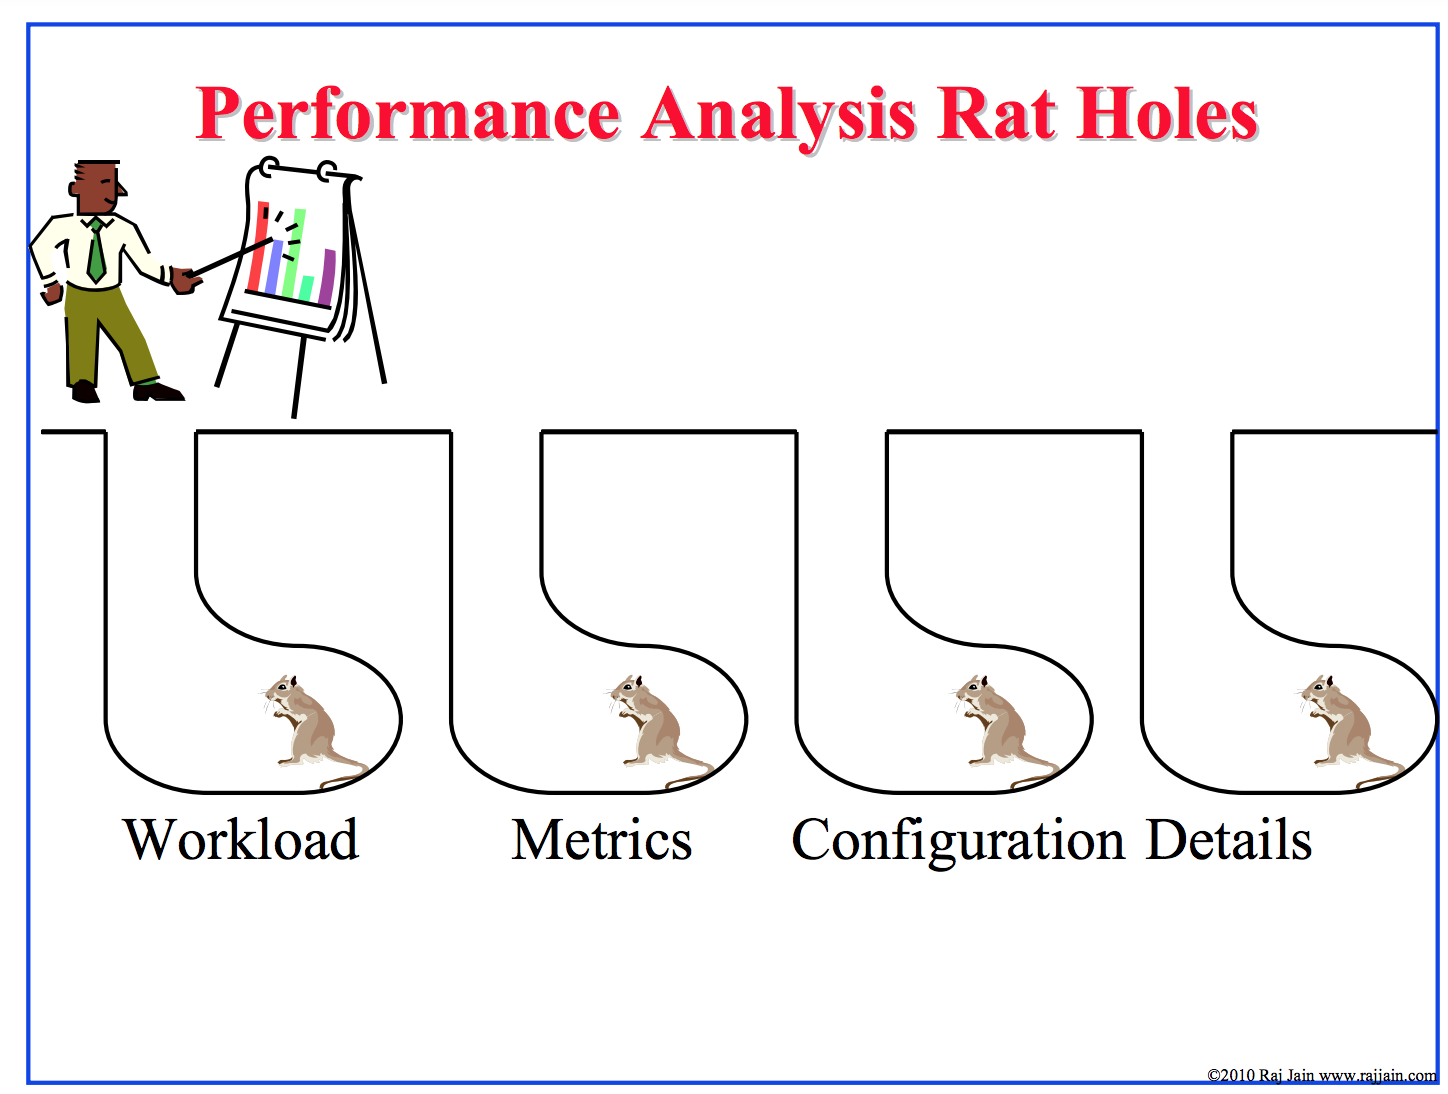 Performance Analysis Rat Holes
Workload Metrics Configuration Details
©2010 Raj Jain www.rajjain.com